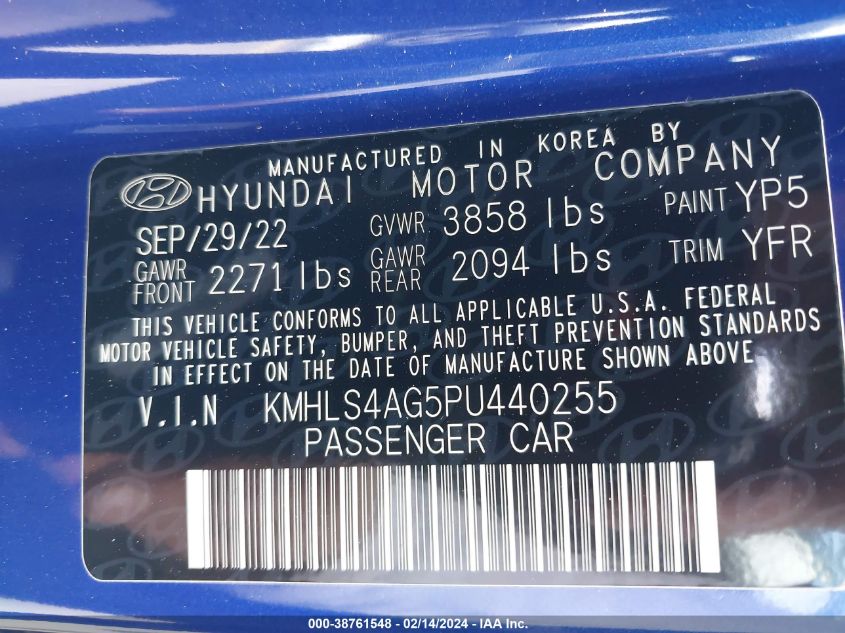 MANUFACTURED IN KOREA BY
HYUNDAI MOTOR COMPANY
SEP/29/22 GVWR 3858 lbs PAINT YP5
GAWR FRONT 2271 lbs GAWR REAR 2094 lbs TRIM YFR
THIS VEHICLE CONFORMS TO ALL APPLICABLE U.S.A. FEDERAL
MOTOR VEHICLE SAFETY, BUMPER, AND THEFT PREVENTION STANDARDS
IN EFFECT ON THE DATE OF MANUFACTURE SHOWN ABOVE
V.I.N KMHLS4AG5PU440255
PASSENGER CAR
000-38761548 - 02/14/2024 - IAA Inc.